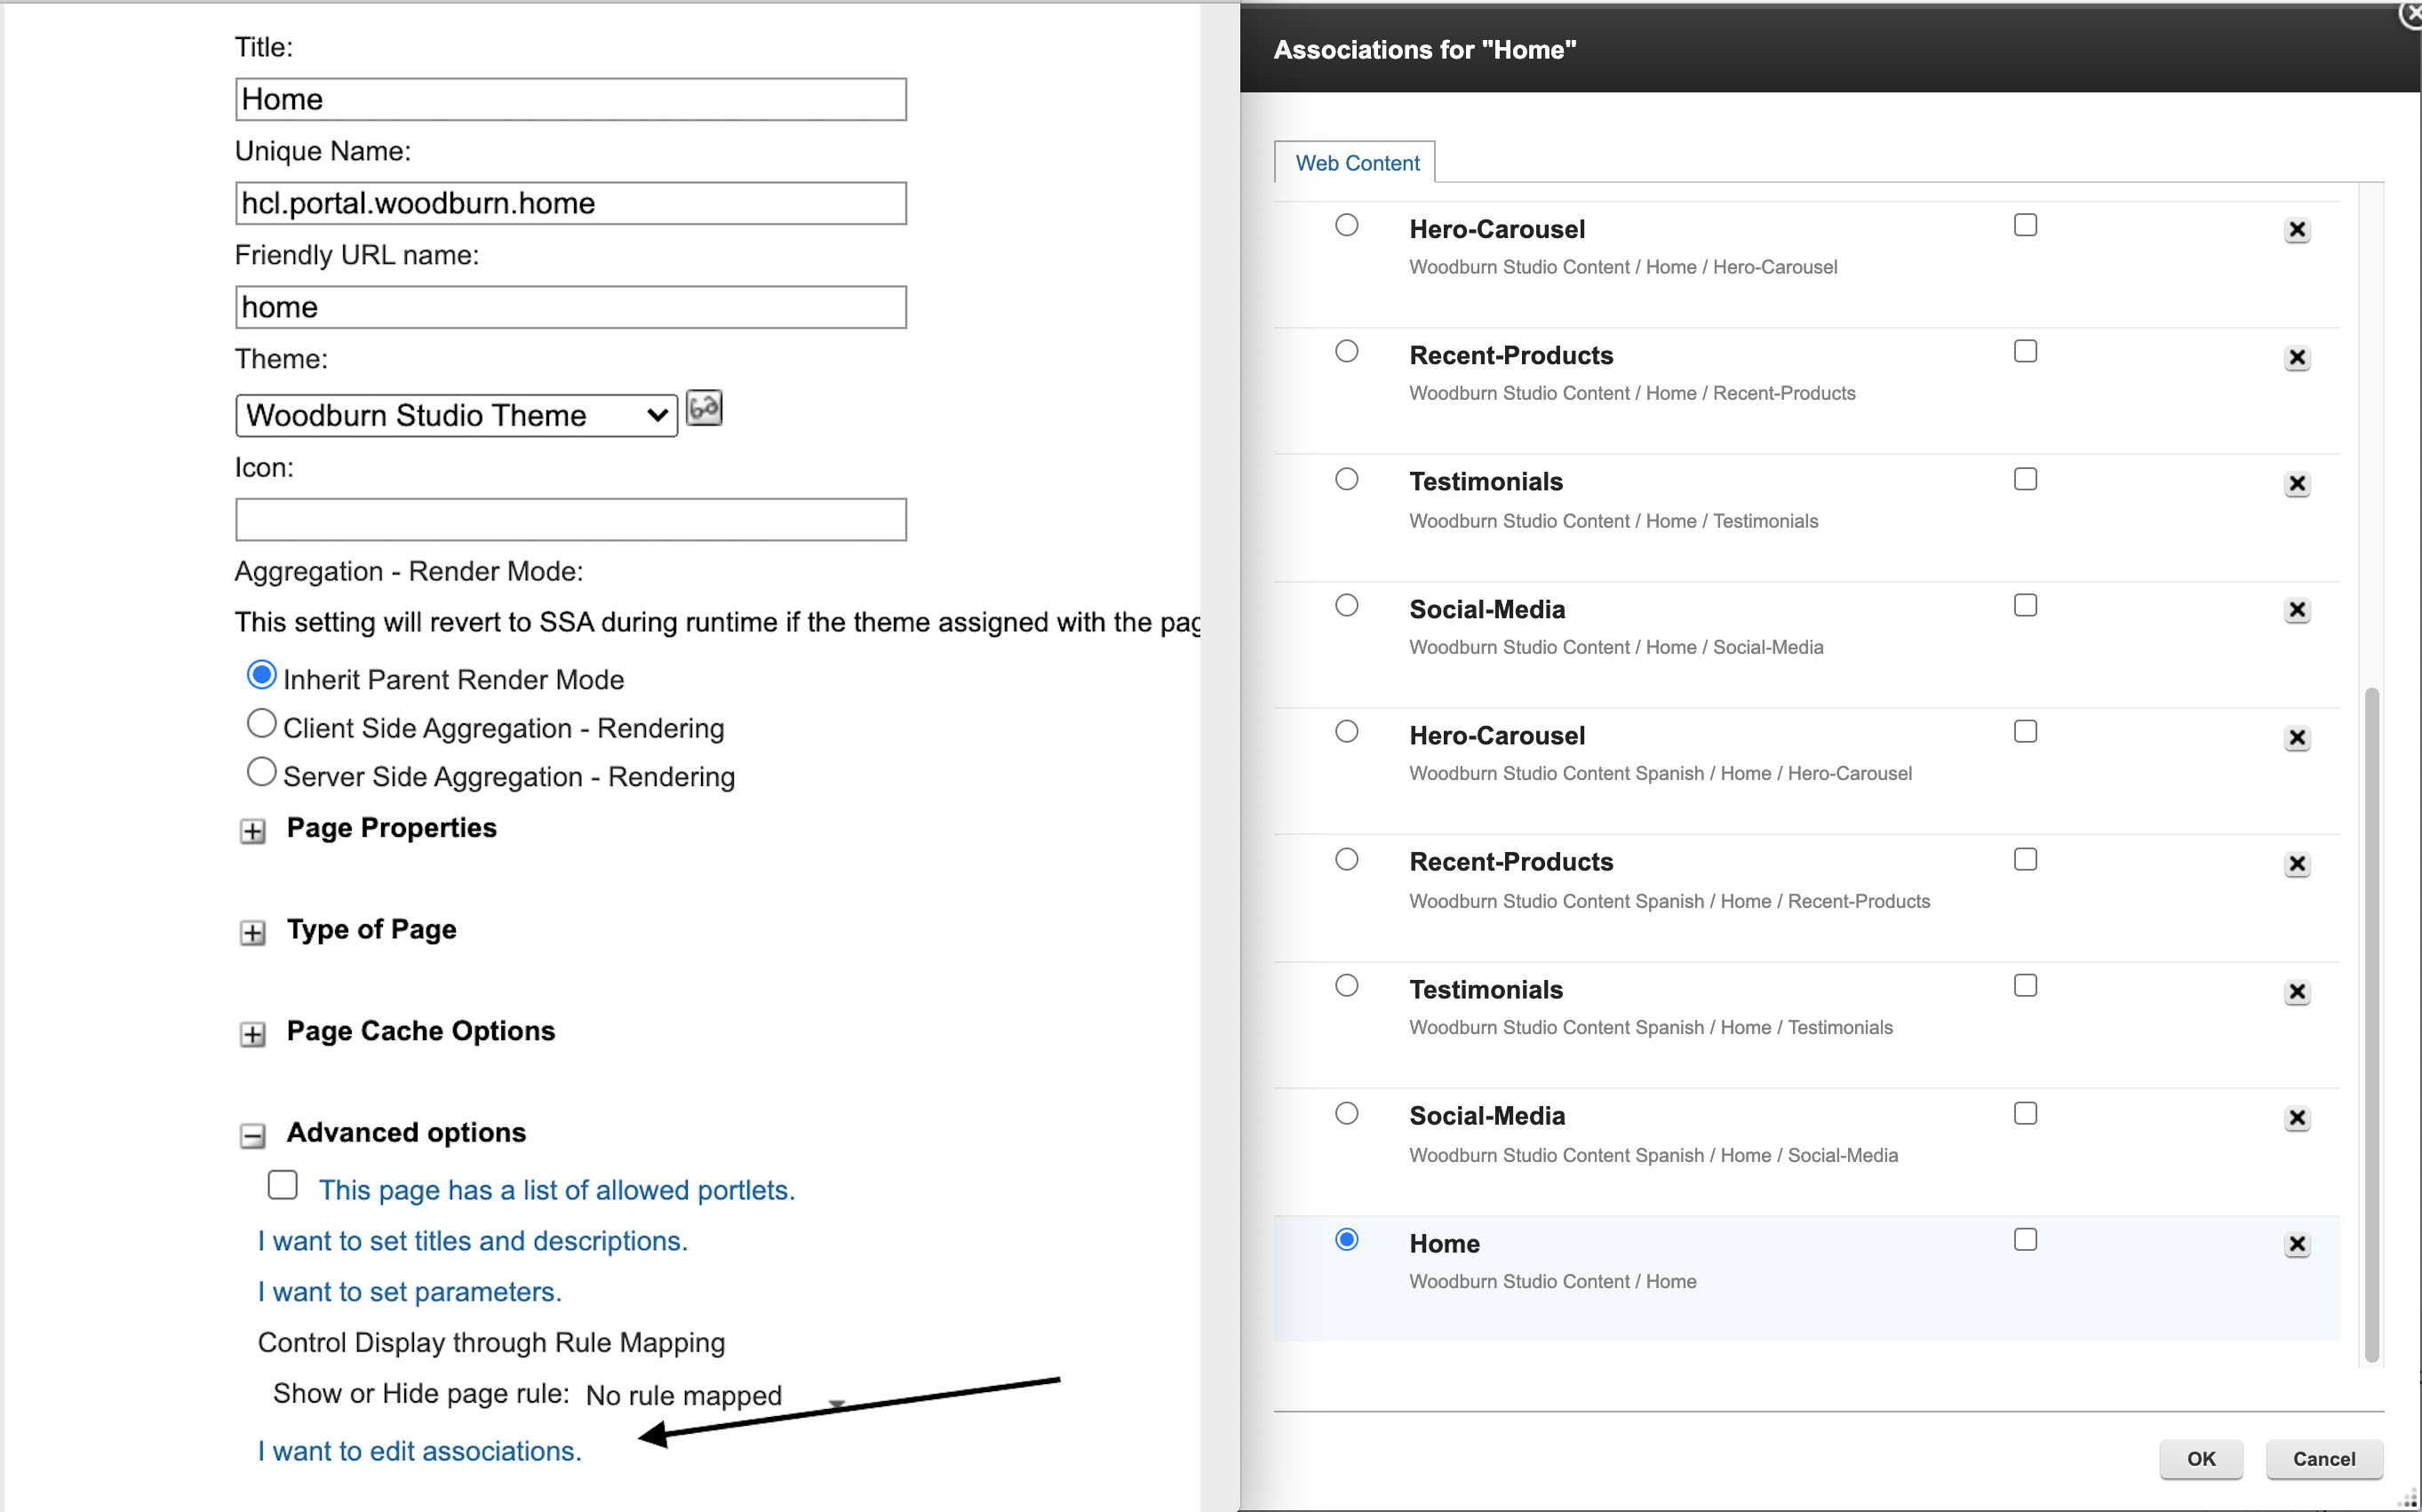 Title:
Home
Unique Name:
hcl.portal.woodburn.home
Friendly URL name:
home
Theme:
Woodburn Studio Theme
Icon:
Aggregation - Render Mode:
This setting will revert to SSA during runtime if the theme assigned with the pag
Inherit Parent Render Mode
Client Side Aggregation - Rendering
Server Side Aggregation - Rendering
Page Properties
Type of Page
Page Cache Options
Advanced options
This page has a list of allowed portlets.
I want to set titles and descriptions.
I want to set parameters.
Control Display through Rule Mapping
Show or Hide page rule: No rule mapped
I want to edit associations.
Associations for "Home"
Web Content
Hero-Carousel
Woodburn Studio Content / Home / Hero-Carousel
Recent-Products
Woodburn Studio Content / Home / Recent-Products
Testimonials
Woodburn Studio Content / Home / Testimonials
Social-Media
Woodburn Studio Content / Home / Social-Media
Hero-Carousel
Woodburn Studio Content Spanish / Home / Hero-Carousel
Recent-Products
Woodburn Studio Content Spanish / Home / Recent-Products
Testimonials
Woodburn Studio Content Spanish / Home / Testimonials
Social-Media
Woodburn Studio Content Spanish / Home / Social-Media
Home
Woodburn Studio Content / Home
OK Cancel